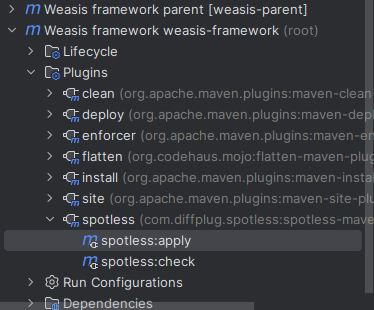 Weasis framework parent [weasis-parent]
Weasis framework weasis-framework (root)
Lifecycle
Plugins
clean (org.apache.maven.plugins:maven-clean-
deploy (org.apache.maven.plugins:maven-dep
enforcer (org.apache.maven.plugins:maven-en
flatten (org.codehaus.mojo:flatten-maven-plug
install (org.apache.maven.plugins:maven-install
site (org.apache.maven.plugins:maven-site-plu
spotless (com.diffplug.spotless:spotless-mave
spotless:apply
spotless:check
Run Configurations
Dependencies